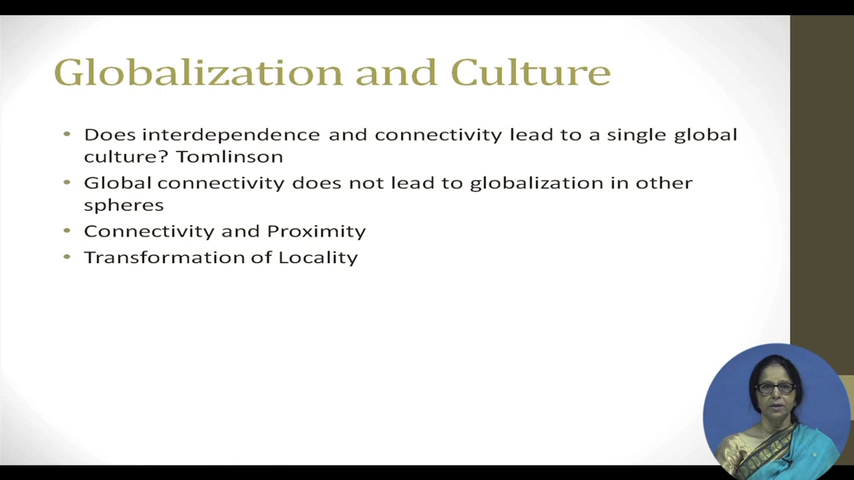 Globalization and Culture
• Does interdependence and connectivity lead to a single global
culture? Tomlinson
• Global connectivity does not lead to globalization in other
spheres
• Connectivity and Proximity
• Transformation of Locality